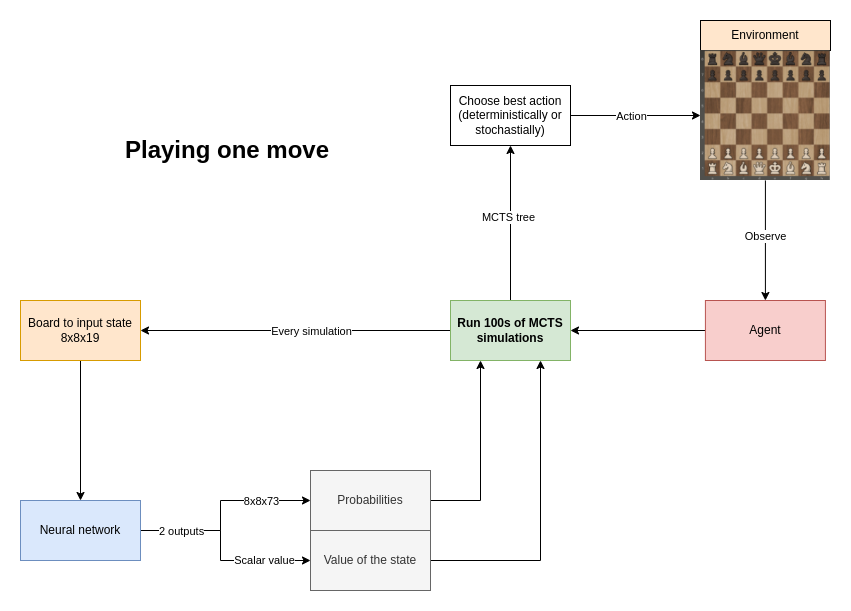 Environment
Choose best action
(deterministically or
stochastially)
Action
Playing one move
MCTS tree
Observe
Board to input state
8x8x19
Every simulation
Run 100s of MCTS
simulations
Agent
Neural network
2 outputs
8x8x73
Probabilities
Scalar value
Value of the state